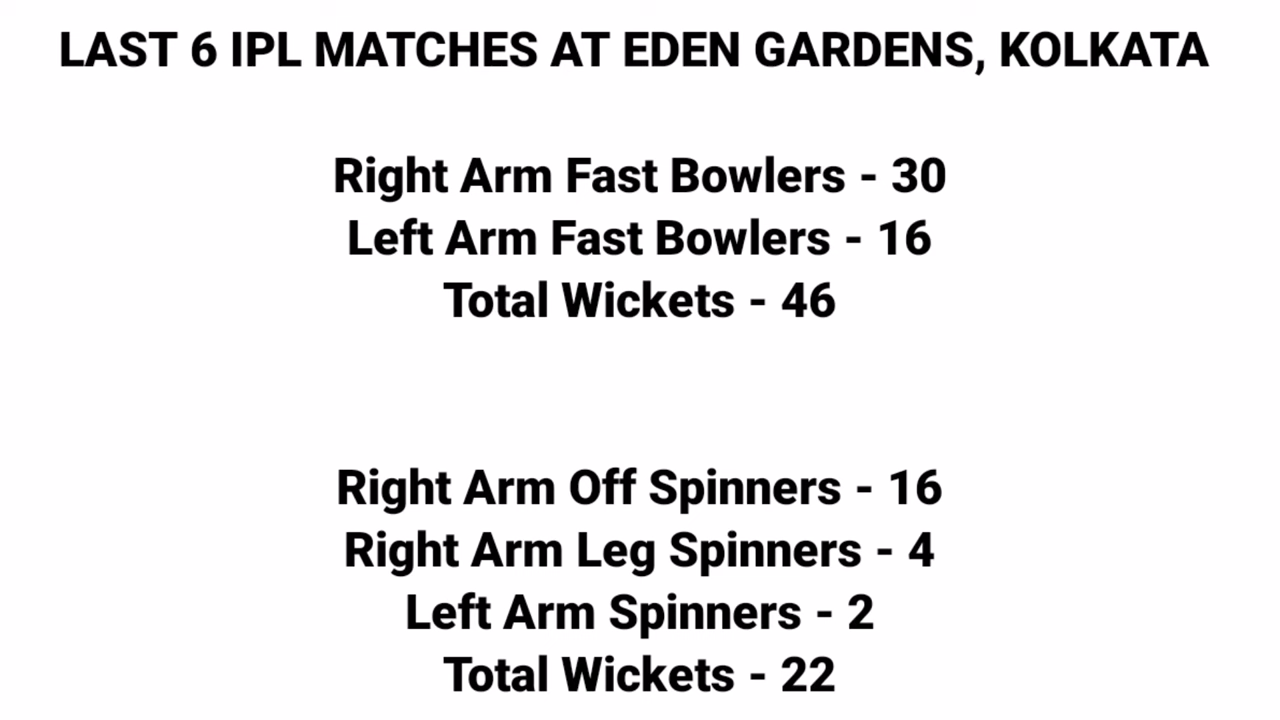 LAST 6 IPL MATCHES AT EDEN GARDENS, KOLKATA
Right Arm Fast Bowlers - 30
Left Arm Fast Bowlers - 16
Total Wickets - 46
Right Arm Off Spinners - 16
Right Arm Leg Spinners - 4
Left Arm Spinners - 2
Total Wickets - 22